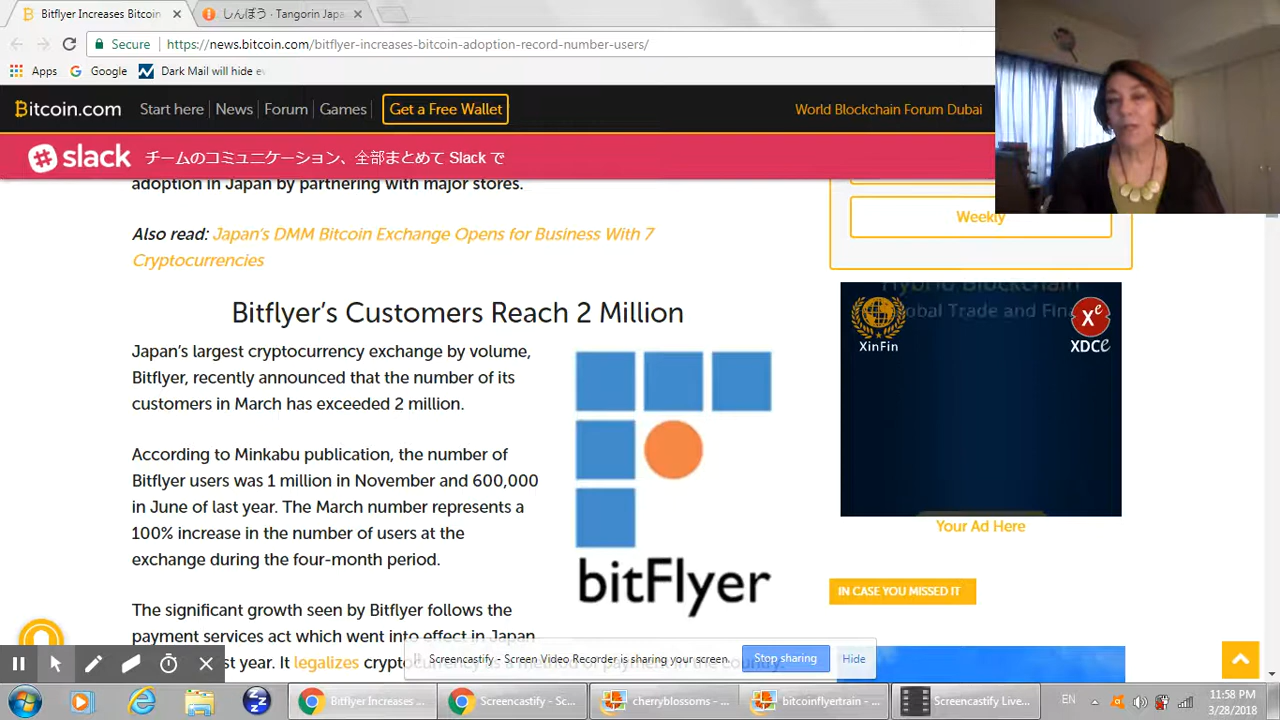 Bitflyer Increases Bitcoin
しんぼう · Tangorin Japa
Secure
https://news.bitcoin.com/bitflyer-increases-bitcoin-adoption-record-number-users/
Apps
Google
Dark Mail will hide e
Bitcoin.com
Start here
News
Forum
Games
Get a Free Wallet
World Blockchain Forum Dubai
slack
チームのコミュニケーション、全部まとめて Slack で
adoption in Japan by partnering with major stores.
Also read: Japan's DMM Bitcoin Exchange Opens for Business With 7
Cryptocurrencies
Bitflyer's Customers Reach 2 Million
Japan's largest cryptocurrency exchange by volume,
Bitflyer, recently announced that the number of its
customers in March has exceeded 2 million.
According to Minkabu publication, the number of
Bitflyer users was 1 million in November and 600,000
in June of last year. The March number represents a
100% increase in the number of users at the
exchange during the four-month period.
The significant growth seen by Bitflyer follows the
payment services act which went into effect in Japan
st year. It legalizes
bitFlyer
Weekly
Hybrid Blockchain
lobal Trade and Fina
XinFin
Xe
XDCe
Your Ad Here
IN CASE YOU MISSED IT
Screencastify - Screen Video Recorder is sharing your screen.
Stop sharing
Hide
Bitflyer Increases ...
Screencastify - Sc...
cherryblossoms - ...
bitcoinflyertrain - ...
Screencastify Live...
EN
11:58 PM
3/28/2018